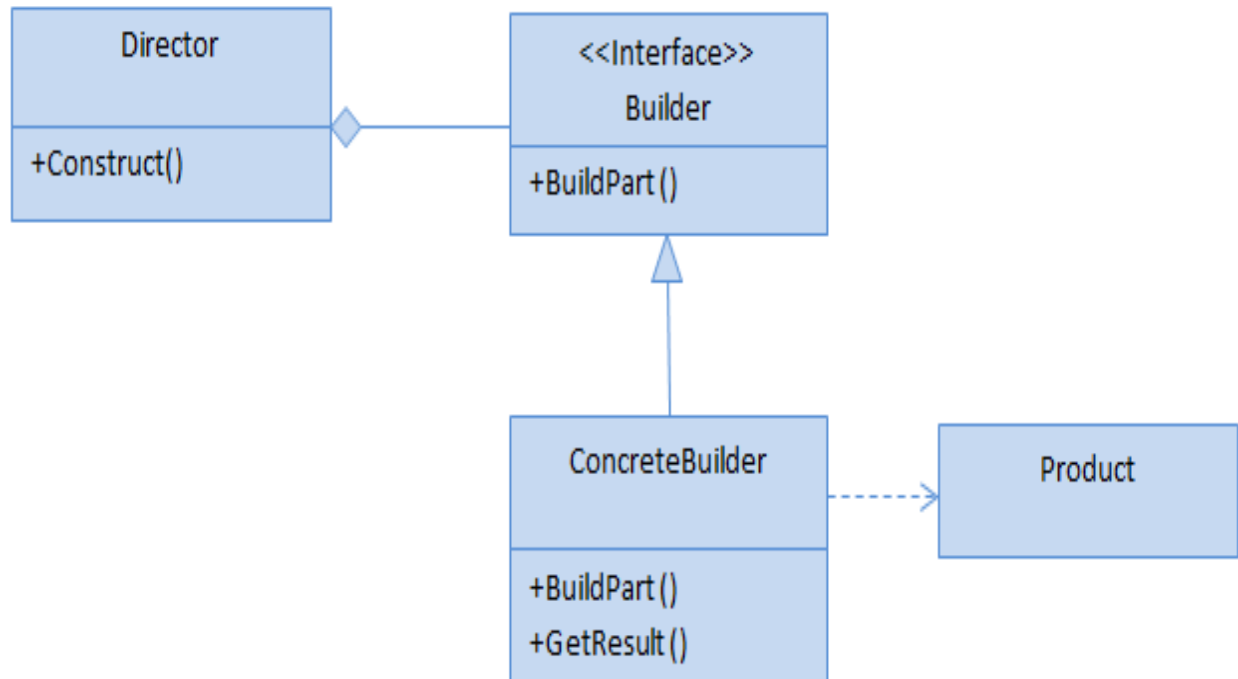 Director
+Construct()
<<Interface>>
Builder
+BuildPart()
ConcreteBuilder
+BuildPart()
+GetResult()
Product